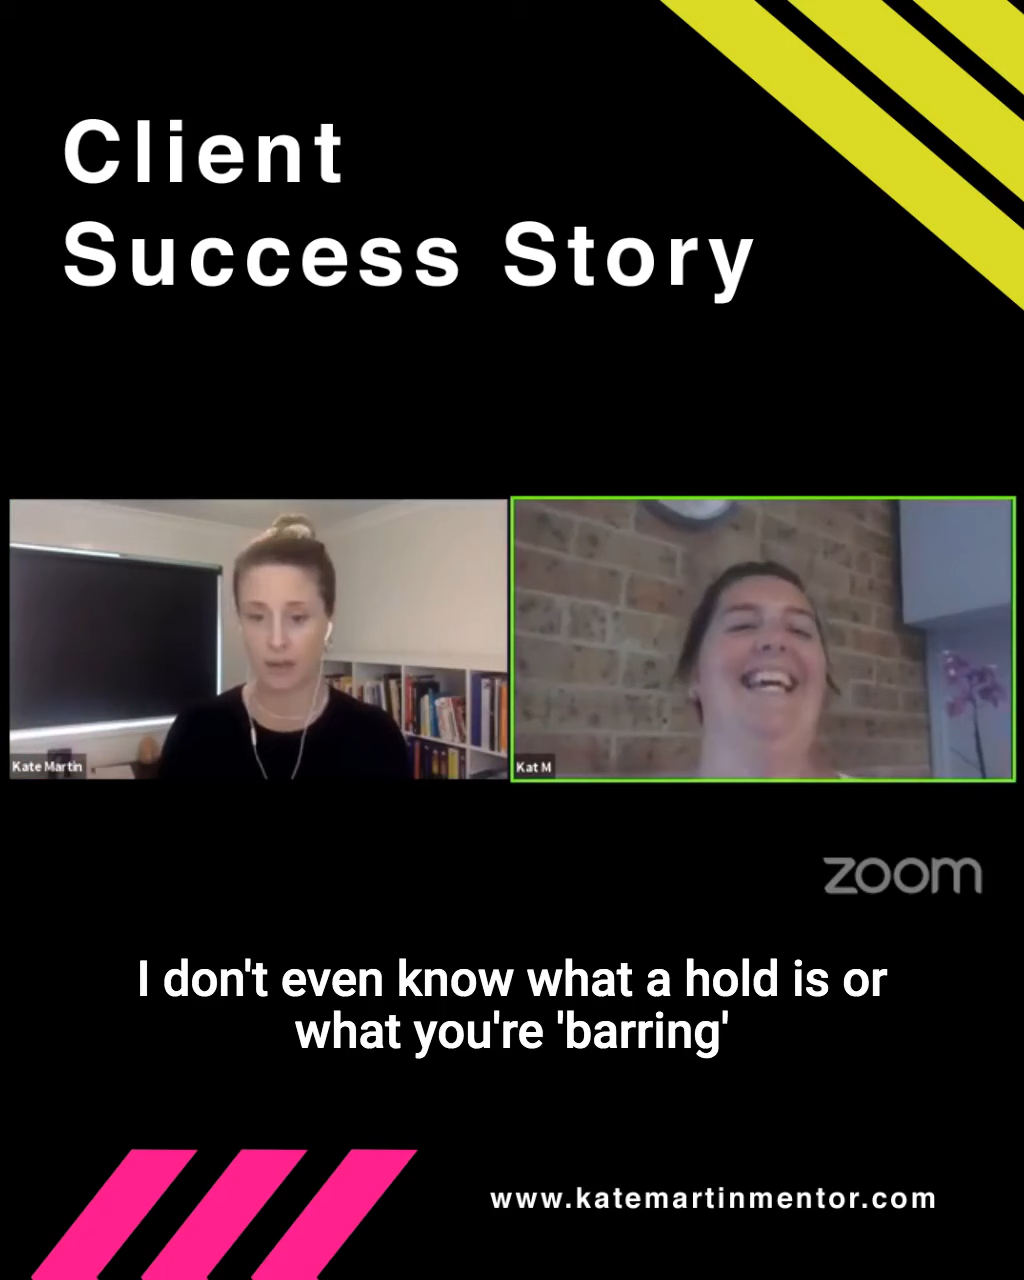 Client
Success Story
Kate Martin
Kat M
zoom
I don't even know what a hold is or
what you're 'barring'
www.katemartinmentor.com